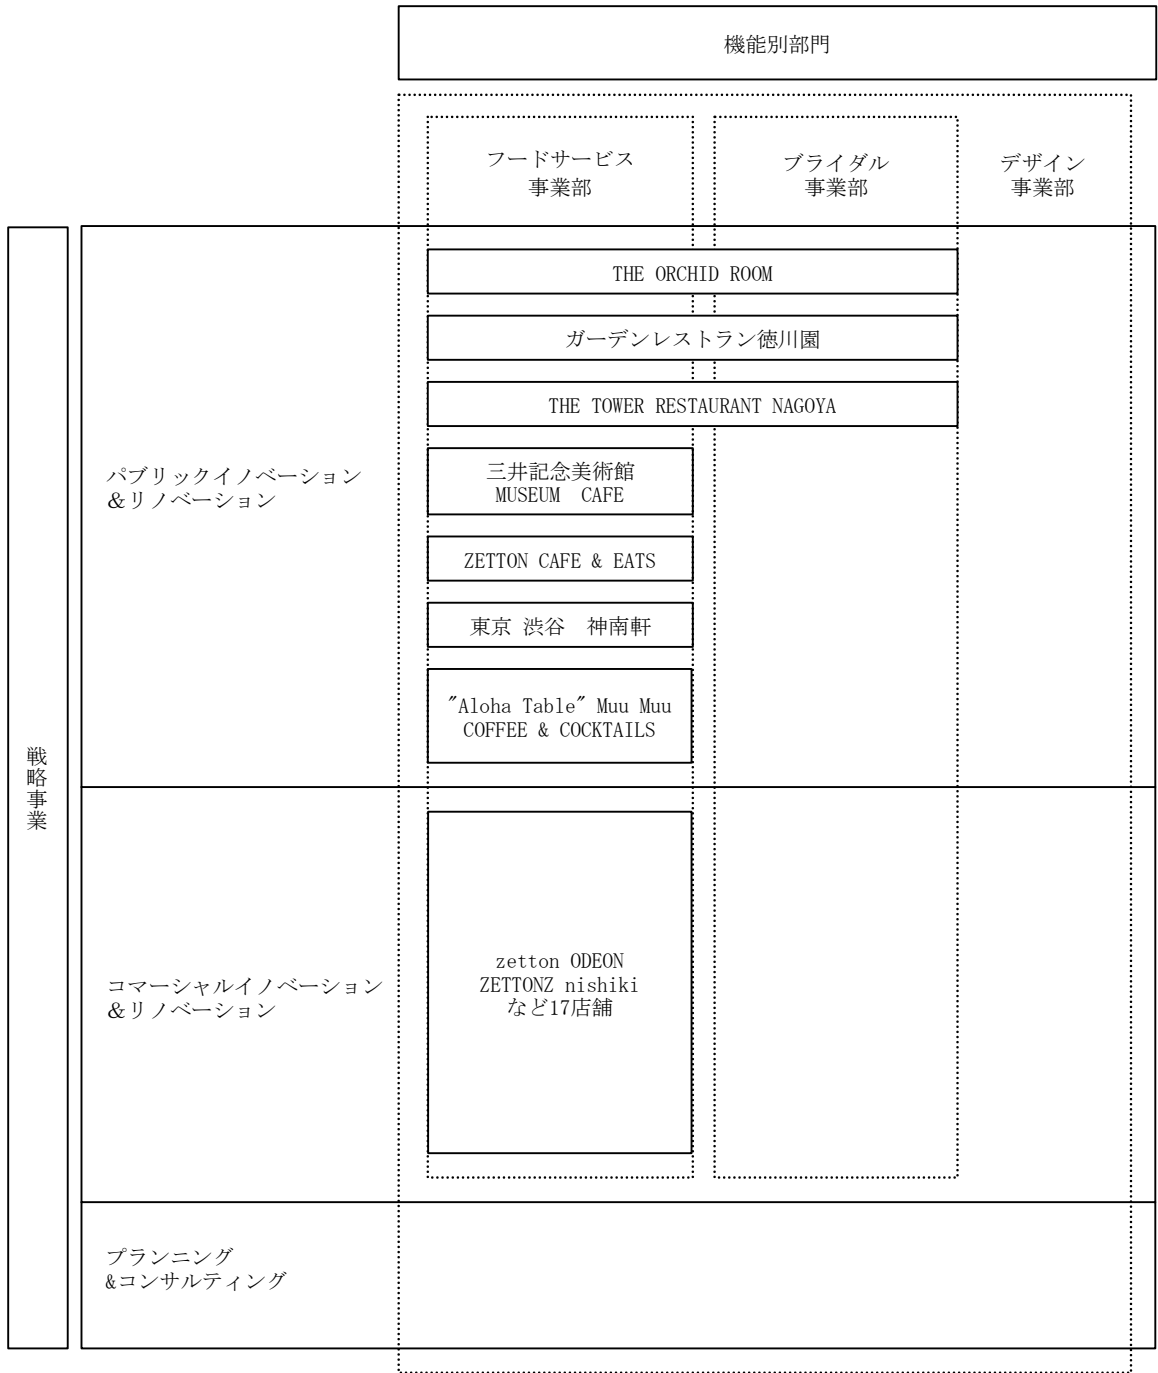 機能別部門
フードサービス
事業部
ブライダル
事業部
デザイン
事業部
戦略事業
パブリックイノベーション
＆リノベーション
THE ORCHID ROOM
ガーデンレストラン徳川園
THE TOWER RESTAURANT NAGOYA
三井記念美術館
MUSEUM　CAFE
ZETTON CAFE & EATS
東京 渋谷　神南軒
"Aloha Table" Muu Muu
COFFEE & COCKTAILS
コマーシャルイノベーション
＆リノベーション
zetton ODEON
ZETTONZ nishiki
など17店舗
プランニング
&コンサルティング